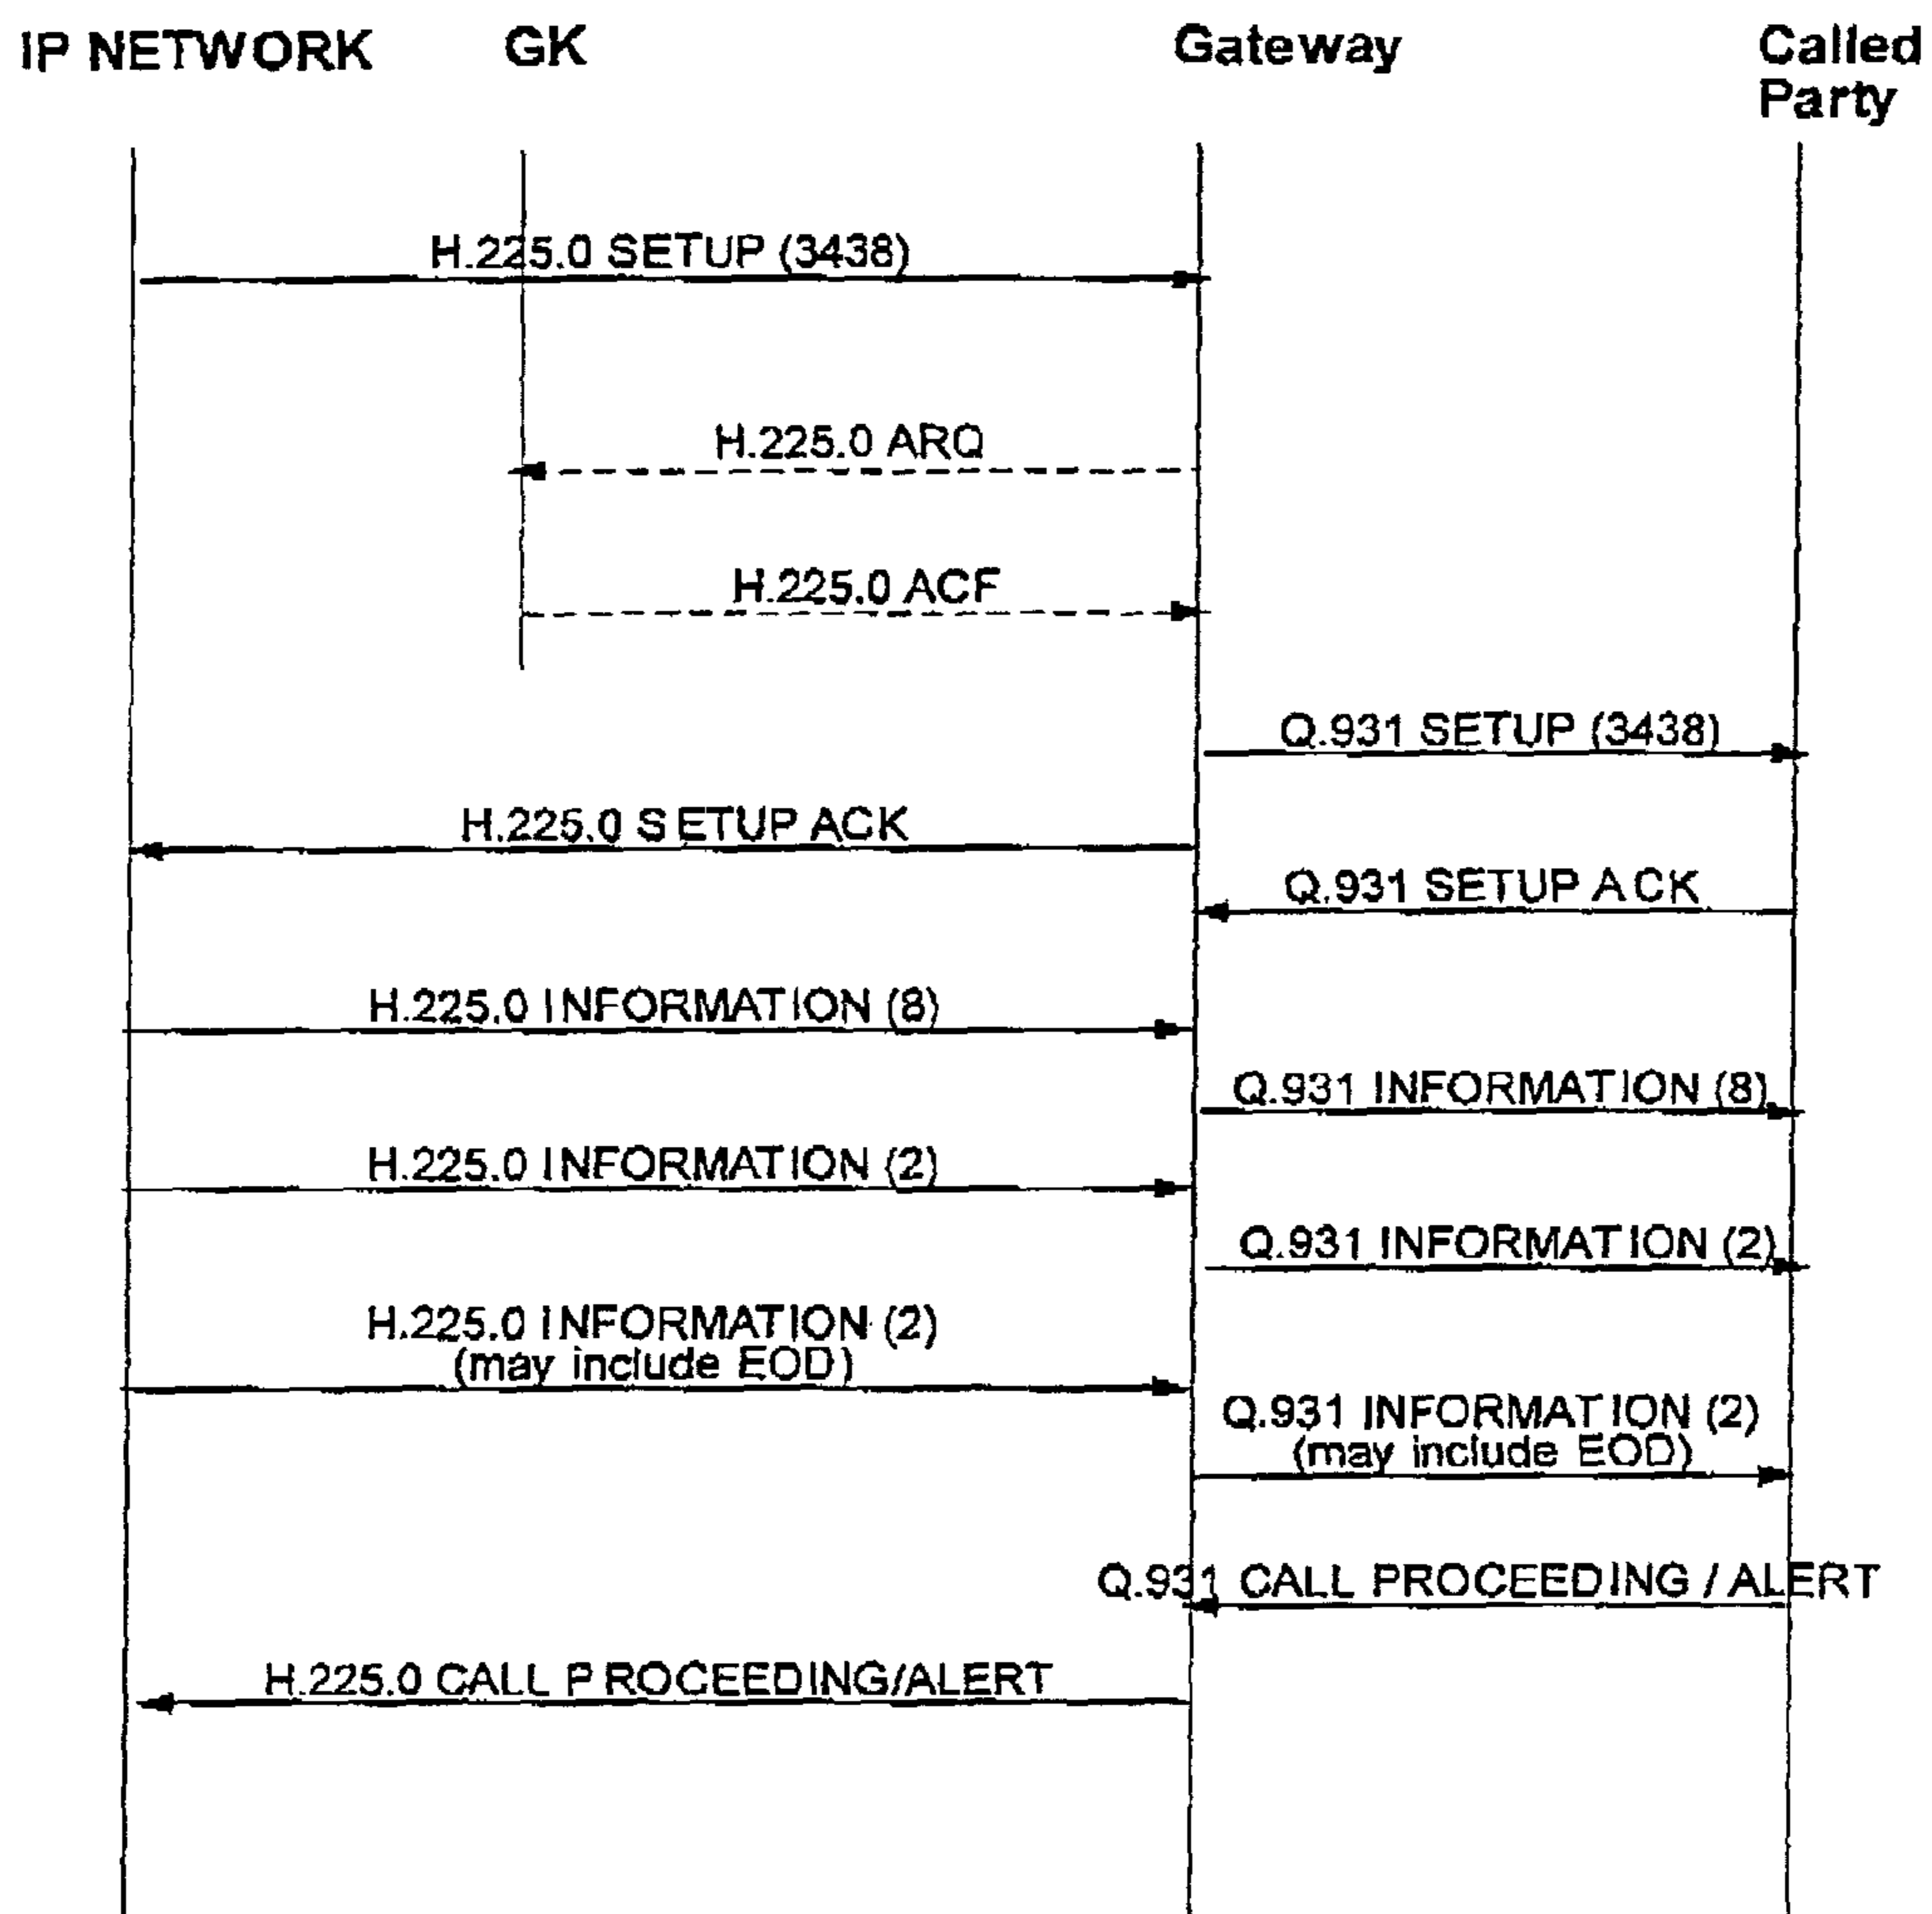 IP NETWORK GK Gateway Called
Party
H.225.0 SETUP (3438)
H.225.0 ARQ
H.225.0 ACF
Q.931 SETUP (3438)
H.225.0 SETUP ACK
Q.931 SETUP ACK
H.225.0 INFORMATION (8)
Q.931 INFORMATION (8)
H.225.0 INFORMATION (2)
Q.931 INFORMATION (2)
H.225.0 INFORMATION (2)
(may include EOD)
Q.931 INFORMATION (2)
(may include EOD)
Q.931 CALL PROCEEDING / ALERT
H.225.0 CALL PROCEEDING/ALERT